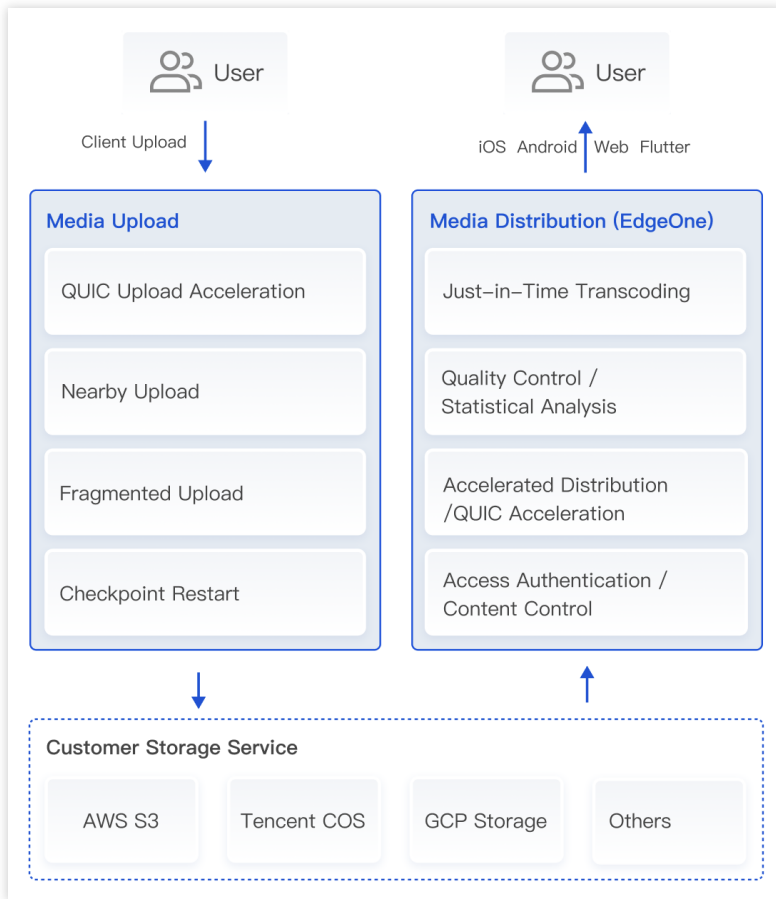 User
User
Client Upload
iOS Android
Web Flutter
Media Upload
QUIC Upload Acceleration
Nearby Upload
Fragmented Upload
Checkpoint Restart
Media Distribution (EdgeOne)
Just-in-Time Transcoding
Quality Control /
Statistical Analysis
Accelerated Distribution
/QUIC Acceleration
Access Authentication /
Content Control
Customer Storage Service
AWS S3
Tencent COS
GCP Storage
Others